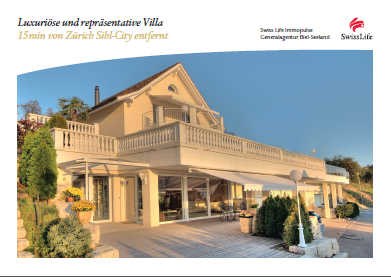 Luxuriöse und repräsentative Villa
15min von Zürich Sihl-City entfernt
Swiss Life Immopulse
Generalagentur Biel-Seeland
SwissLife